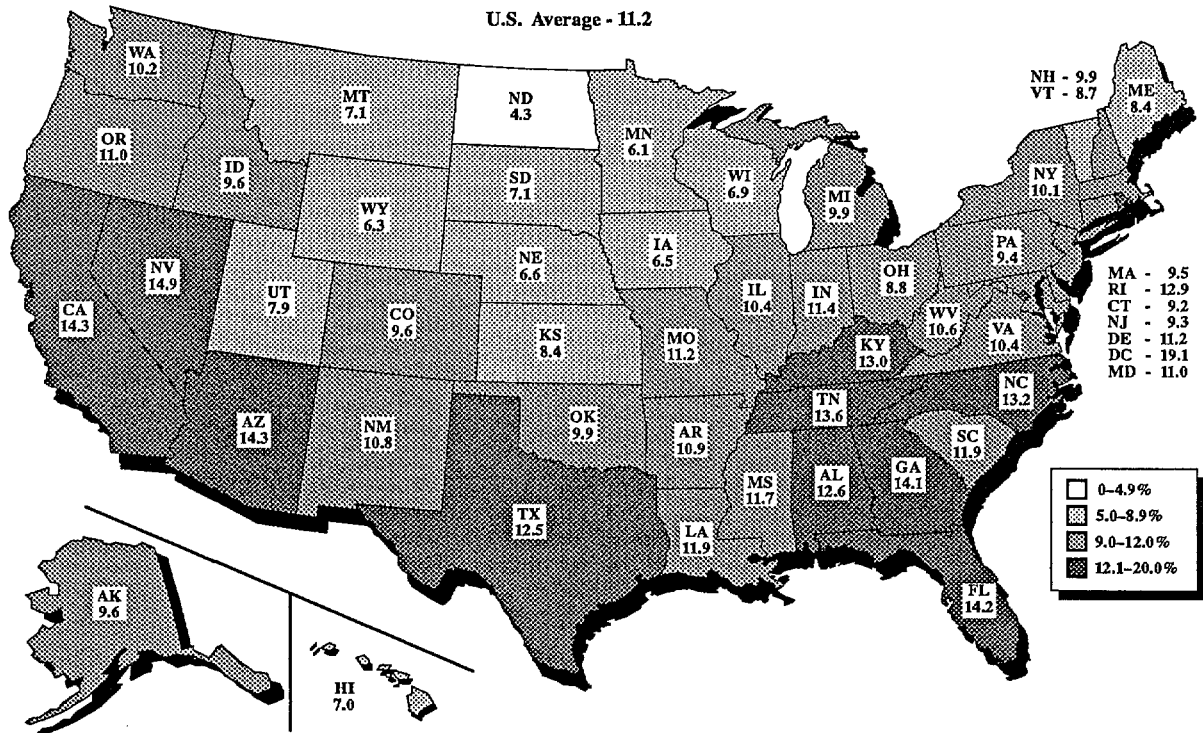 U.S. Average - 11.2
WA
10.2
MT
7.1
ND
4.3
MN
6.1
NH - 9.9
VT - 8.7
ME
8.4
OR
11.0
ID
9.6
SD
7.1
WI
6.9
MI
9.9
NY
10.1
WY
6.3
IA
6.5
PA
9.4
NE
6.6
NV
14.9
UT
7.9
CO
9.6
IL
10.4
IN
11.4
OH
8.8
MA - 9.5
RI - 12.9
CT - 9.2
NJ - 9.3
DE - 11.2
DC - 19.1
MD - 11.0
CA
14.3
KS
8.4
MO
11.2
WV
10.6
VA
10.4
KY
13.0
NC
13.2
TN
13.6
AZ
14.3
NM
10.8
OK
9.9
AR
10.9
SC
11.9
MS
11.7
AL
12.6
GA
14.1
TX
12.5
LA
11.9
0–4.9%
5.0–8.9%
9.0–12.0%
12.1–20.0%
FL
14.2
AK
9.6
HI
7.0